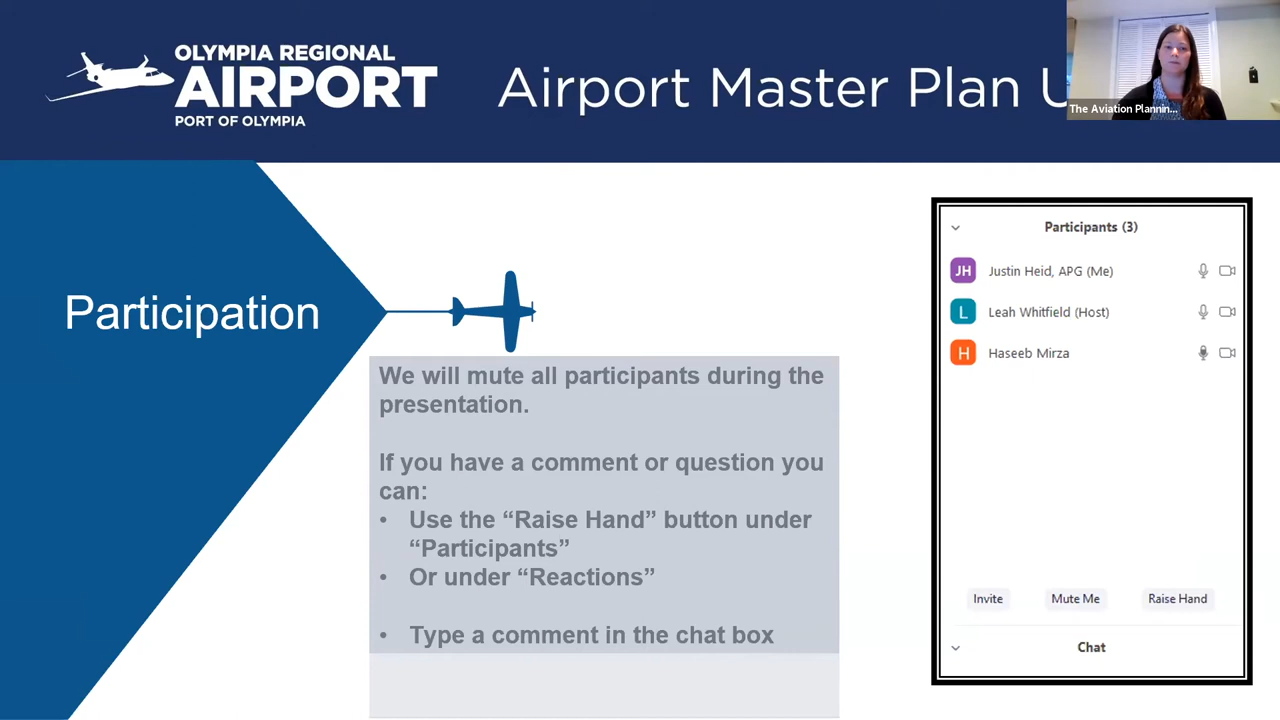 OLYMPIA REGIONAL
AIRPORT
PORT OF OLYMPIA
Airport Master Plan U
The Aviation Plannin...
Participation
We will mute all participants during the
presentation.
If you have a comment or question you
can:
• Use the “Raise Hand” button under
“Participants”
• Or under “Reactions”
• Type a comment in the chat box
Participants (3)
JH Justin Heid, APG (Me)
L Leah Whitfield (Host)
H Haseeb Mirza
Invite Mute Me Raise Hand
Chat